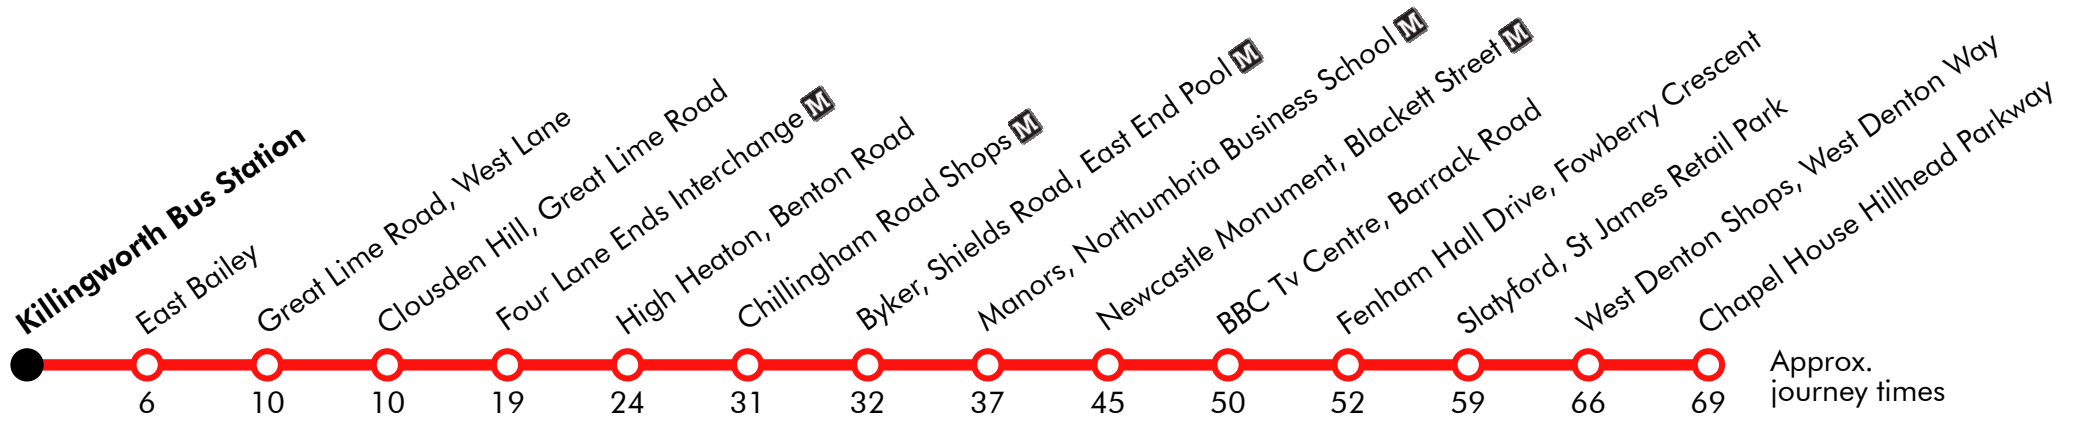 Killingworth Bus Station
East Bailey
Great Lime Road, West Lane
Clousden Hill, Great Lime Road
Four Lane Ends Interchange M
High Heaton, Benton Road
Chillingham Road Shops M
Byker, Shields Road, East End Pool M
Manors, Northumbria Business School M
Newcastle Monument, Blackett Street M
BBC Tv Centre, Barrack Road
Fenham Hall Drive, Fowberry Crescent
Slatyford, St James Retail Park
West Denton Shops, West Denton Way
Chapel House Hillhead Parkway
6 10 10 19 24 31 32 37 45 50 52 59 66 69
Approx.
journey times